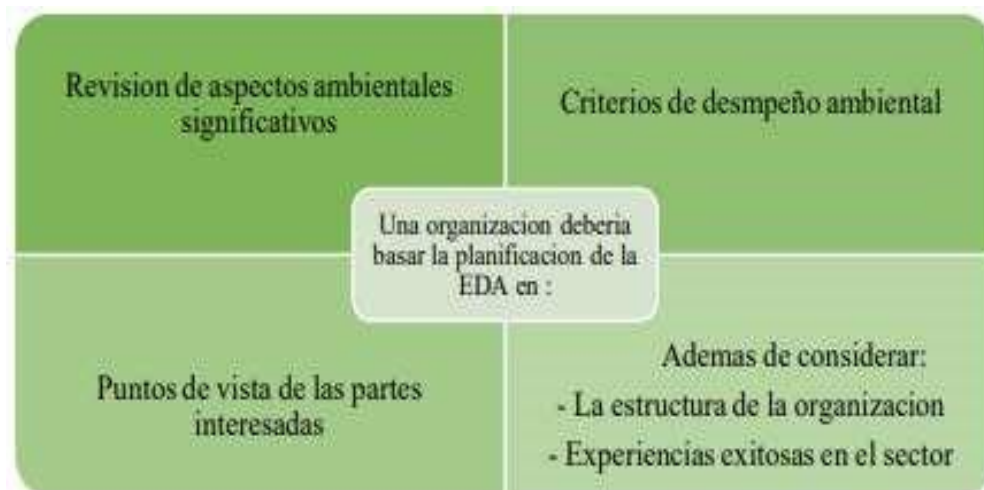 Revision de aspectos ambientales
significativos
Criterios de desmpeño ambiental
Una organizacion deberia
basar la planificacion de la
EDA en :
Puntos de vista de las partes
interesadas
Ademas de considerar:
- La estructura de la organizacion
- Experiencias exitosas en el sector